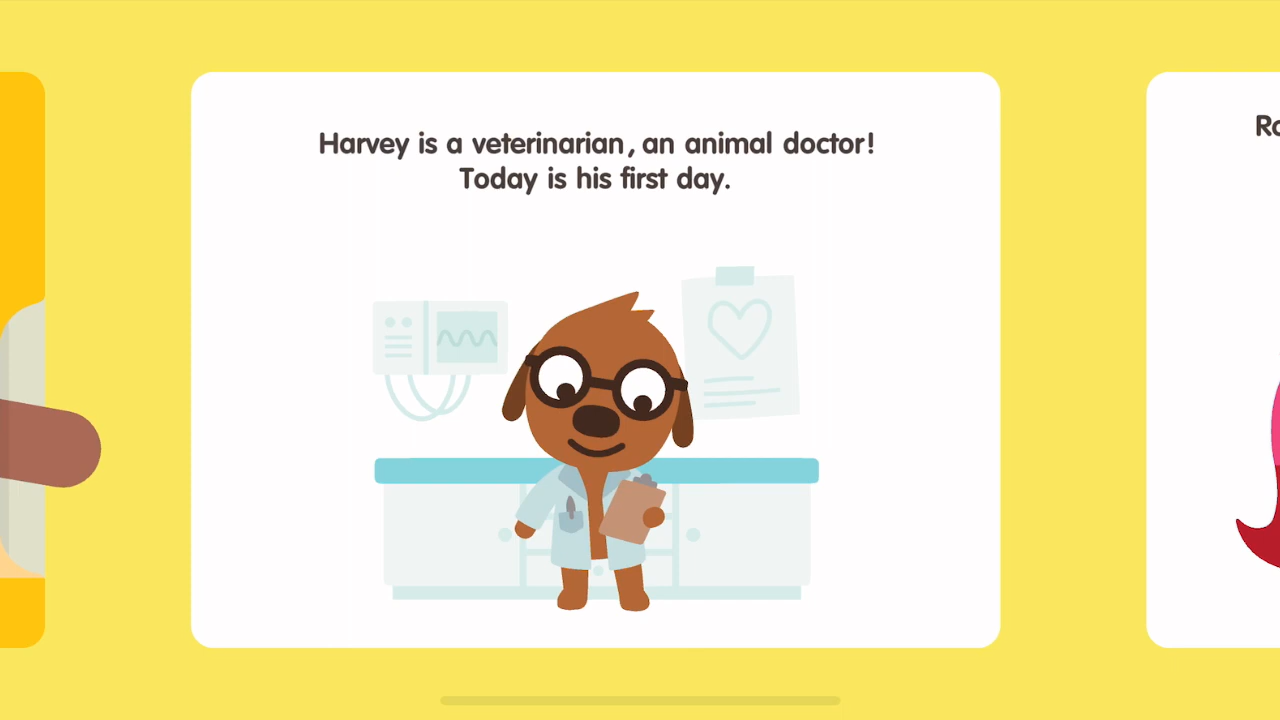 Harvey is a veterinarian, an animal doctor!
Today is his first day.